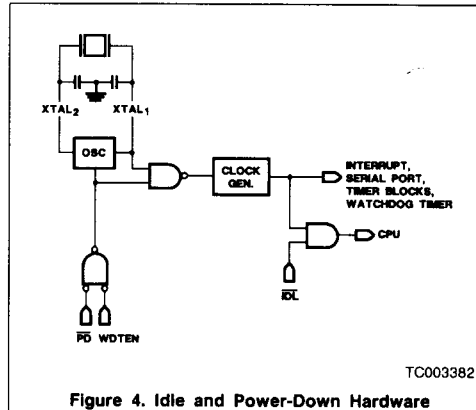 XTAL2 XTAL1
OSC
CLOCK
GEN.
INTERRUPT,
SERIAL PORT,
TIMER BLOCKS,
WATCHDOG TIMER
CPU
IDL
PD WDTEN
TC003382
Figure 4. Idle and Power-Down Hardware